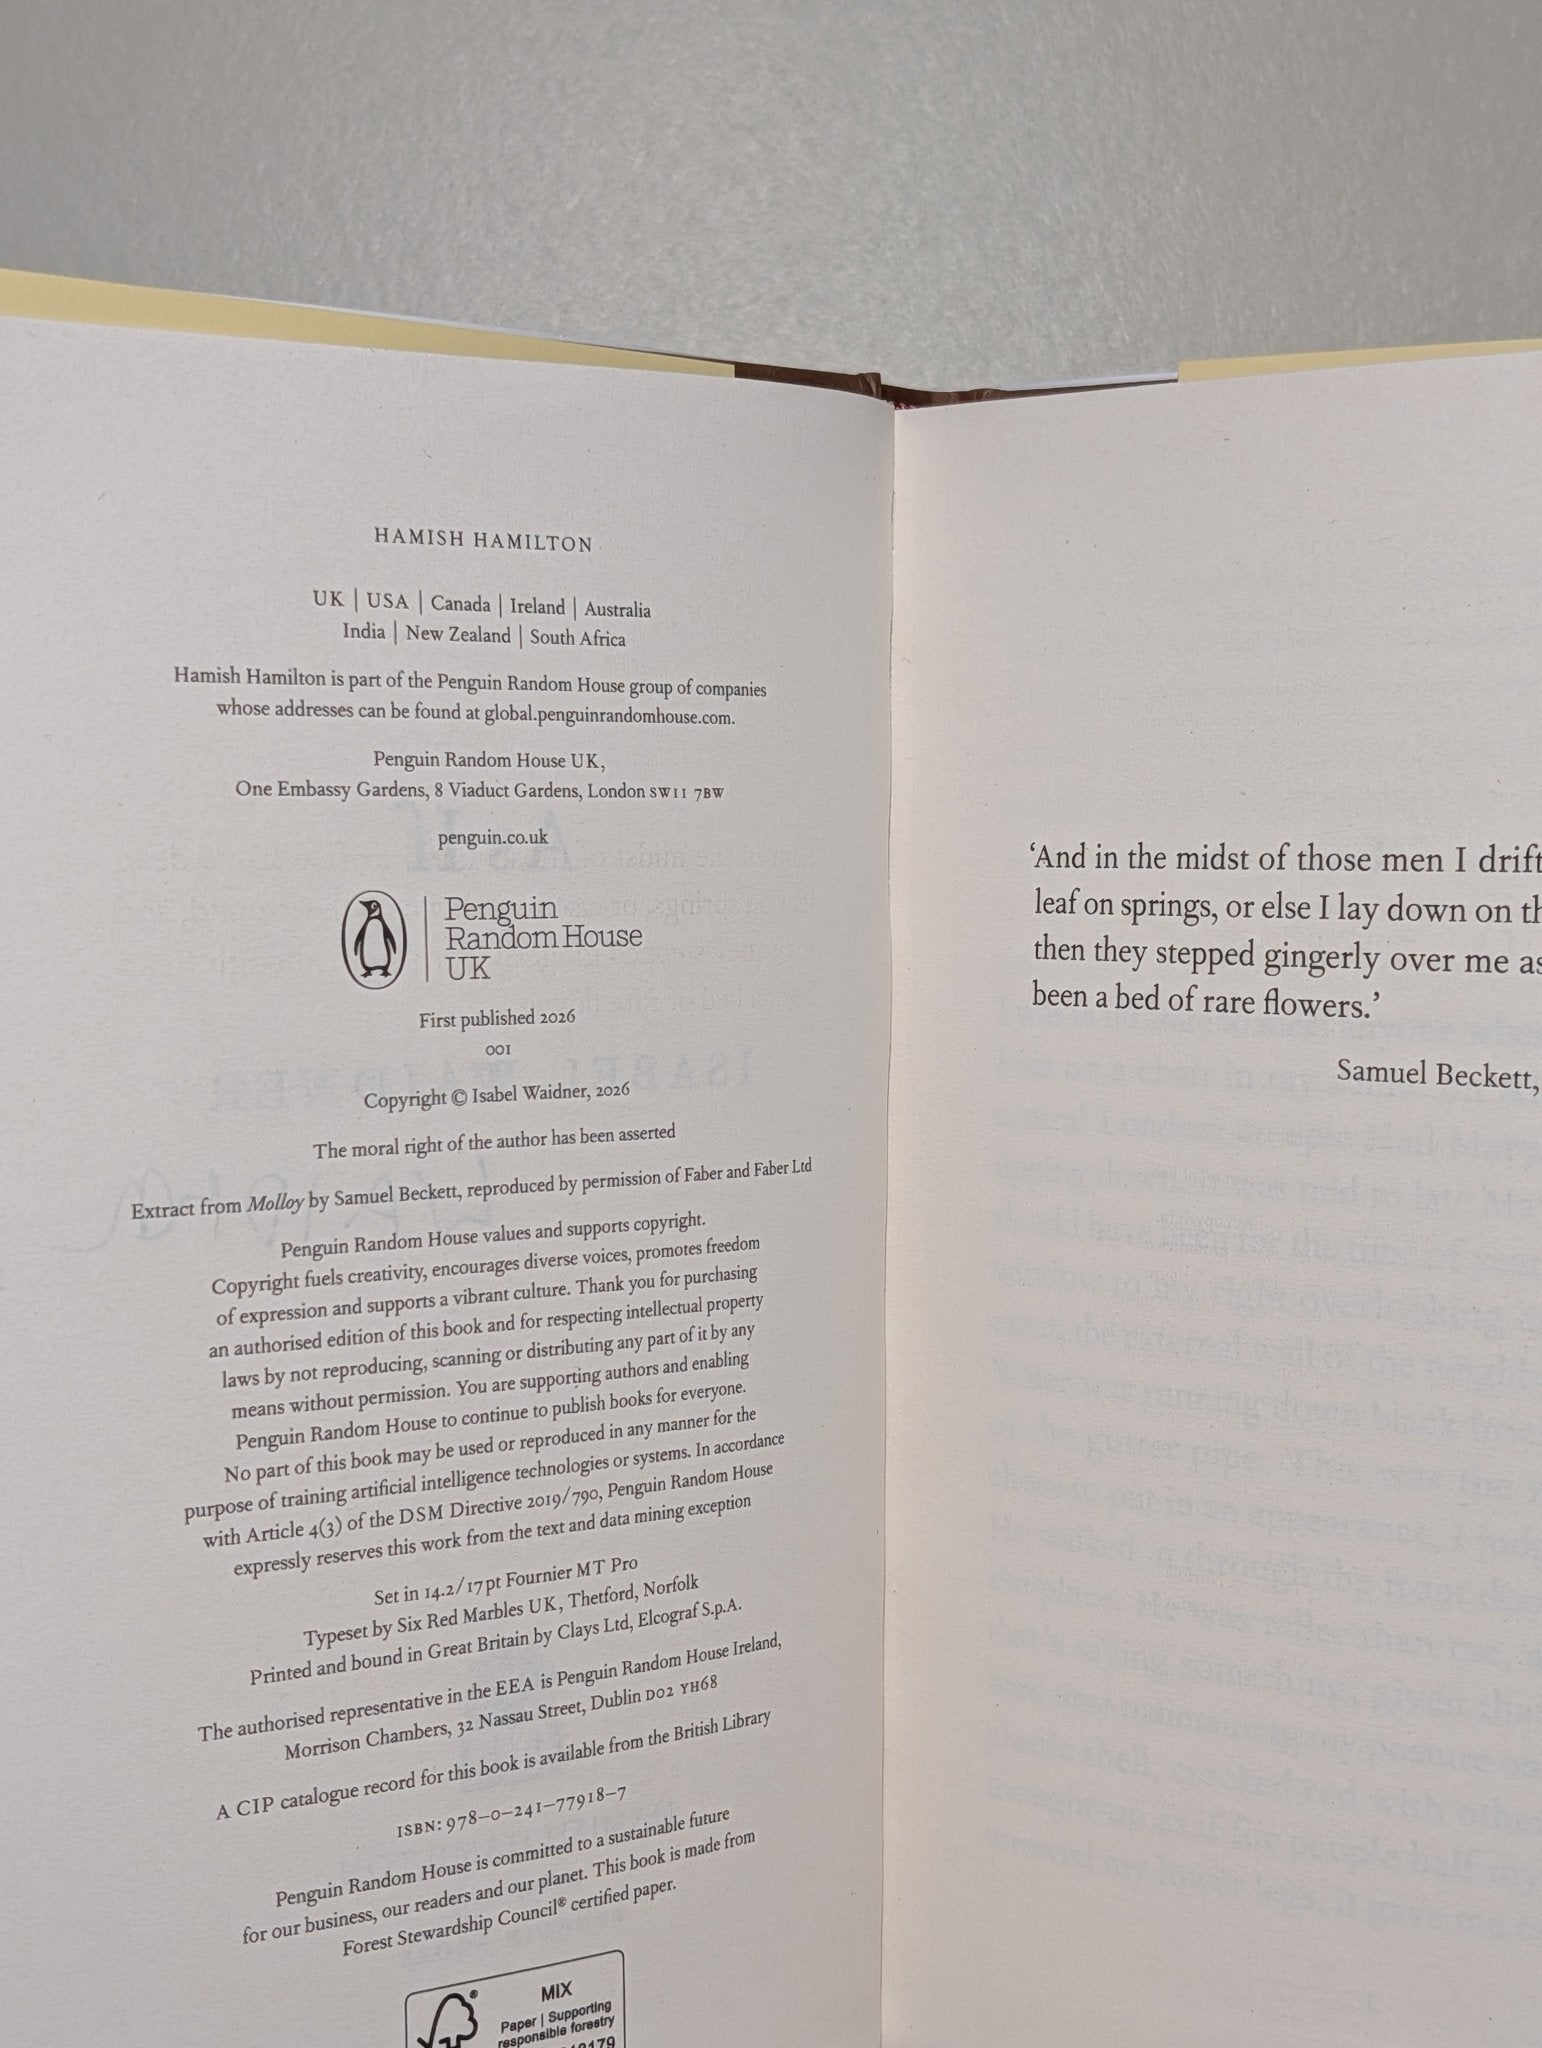 HAMISH HAMILTON
UK | USA | Canada | Ireland | Australia
India | New Zealand | South Africa
Hamish Hamilton is part of the Penguin Random House group of companies
whose addresses can be found at global.penguinrandomhouse.com.
Penguin Random House UK,
One Embassy Gardens, 8 Viaduct Gardens, London SW11 7BW
penguin.co.uk
Penguin
Random House
UK
First published 2026
001
Copyright © Isabel Waidner, 2026
The moral right of the author has been asserted
Extract from Molloy by Samuel Beckett, reproduced by permission of Faber and Faber Ltd
Penguin Random House values and supports copyright.
Copyright fuels creativity, encourages diverse voices, promotes freedom
of expression and supports a vibrant culture. Thank you for purchasing
an authorised edition of this book and for respecting intellectual property
laws by not reproducing, scanning or distributing any part of it by any
means without permission. You are supporting authors and enabling
Penguin Random House to continue to publish books for everyone.
No part of this book may be used or reproduced in any manner for the
purpose of training artificial intelligence technologies or systems. In accordance
with Article 4(3) of the DSM Directive 2019/790, Penguin Random House
expressly reserves this work from the text and data mining exception
Set in 14.2/17pt Fournier MT Pro
Typeset by Six Red Marbles UK, Thetford, Norfolk
Printed and bound in Great Britain by Clays Ltd, Elcograf S.p.A.
The authorised representative in the EEA is Penguin Random House Ireland,
Morrison Chambers, 32 Nassau Street, Dublin D02 YH68
A CIP catalogue record for this book is available from the British Library
ISBN: 978–0–241–77918–7
Penguin Random House is committed to a sustainable future
for our business, our readers and our planet. This book is made from
Forest Stewardship Council® certified paper.
MIX
Paper | Supporting
responsible forestry
‘And in the midst of those men I drift
leaf on springs, or else I lay down on th
then they stepped gingerly over me as
been a bed of rare flowers.’
Samuel Beckett,